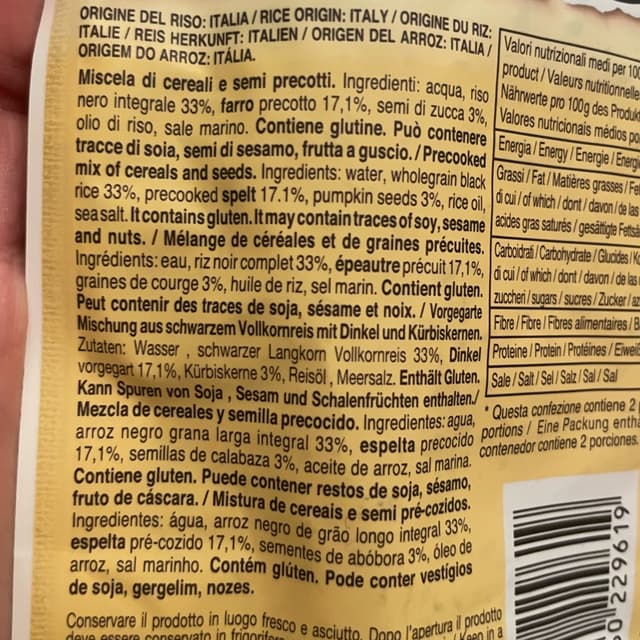 ORIGINE DEL RISO: ITALIA / RICE ORIGIN: ITALY / ORIGINE DU RIZ:
ITALIE / REIS HERKUNFT: ITALIEN / ORIGEN DEL ARROZ: ITALIA /
ORIGEM DO ARROZ: ITÁLIA.
Miscela di cereali e semi precotti. Ingredienti: acqua, riso
nero integrale 33%, farro precotto 17,1%, semi di zucca 3%,
olio di riso, sale marino. Contiene glutine. Può contenere
tracce di soia, semi di sesamo, frutta a guscio. / Precooked
mix of cereals and seeds. Ingredients: water, wholegrain black
rice 33%, precooked spelt 17.1%, pumpkin seeds 3%, rice oil,
sea salt. It contains gluten. It may contain traces of soy, sesame
and nuts. / Mélange de céréales et de graines précuites.
Ingrédients: eau, riz noir complet 33%, épeautre précuit 17,1%,
graines de courge 3%, huile de riz, sel marin. Contient gluten.
Peut contenir des traces de soja, sésame et noix. / Vorgegarte
Mischung aus schwarzem Vollkornreis mit Dinkel und Kürbiskernen.
Zutaten: Wasser , schwarzer Langkorn Vollkornreis 33%, Dinkel
vorgegart 17,1%, Kürbiskerne 3%, Reisöl , Meersalz. Enthält Gluten.
Kann Spuren von Soja , Sesam und Schalenfrüchten enthalten./
Mezcla de cereales y semilla precocido. Ingredientes: agua,
arroz negro grana larga integral 33%, espelta precocido
17,1%, semillas de calabaza 3%, aceite de arroz, sal marina.
Contiene gluten. Puede contener restos de soja, sésamo,
fruto de cáscara. / Mistura de cereais e semi pré-cozidos.
Ingredientes: água, arroz negro de grão longo integral 33%,
espelta pré-cozido 17,1%, sementes de abóbora 3%, óleo de
arroz, sal marinho. Contém glúten. Pode conter vestígios
de soja, gergelim, nozes.
Conservare il prodotto in luogo fresco e asciutto. Dopo l'apertura il prodotto
deve essere conservato in Keep in a
Valori nutrizionali medi per 100
product / Valeurs nutritionnelle
Nährwerte pro 100g des Produk
Valores nutricionais médios po
Energia / Energy / Energie / Energi
Grassi / Fat / Matières grasses / Fe
di cui / of which / dont / davon / de las
acides gras saturés / gesättigte Fettsä
Carboidrati / Carbohydrate / Glucides / Ko
di cui / of which / dont / davon / de las
zuccheri / sugars / sucres / Zucker / az
Fibre / Fibre / Fibres alimentaires / B
Proteine / Protein / Protéines / Eiweiß
Sale / Salt / Sel / Salz / Sal / Sal
* Questa confezione contiene 2
portions / Eine Packung enthä
contenedor contiene 2 porciones.
229619